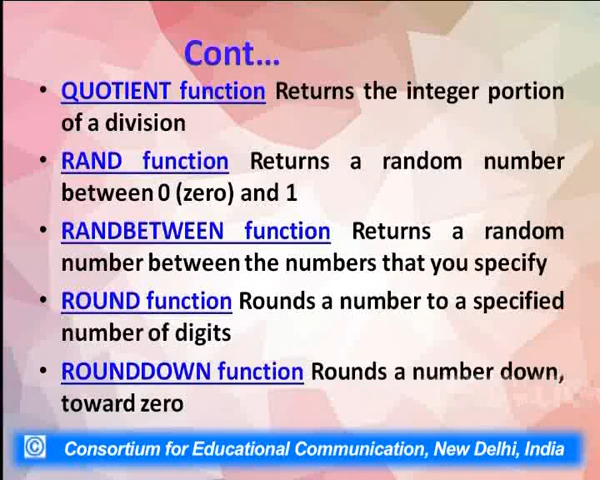 Cont...
• QUOTIENT function Returns the integer portion
of a division
• RAND function Returns a random number
between 0 (zero) and 1
• RANDBETWEEN function Returns a random
number between the numbers that you specify
• ROUND function Rounds a number to a specified
number of digits
• ROUNDDOWN function Rounds a number down,
toward zero
© Consortium for Educational Communication, New Delhi, India